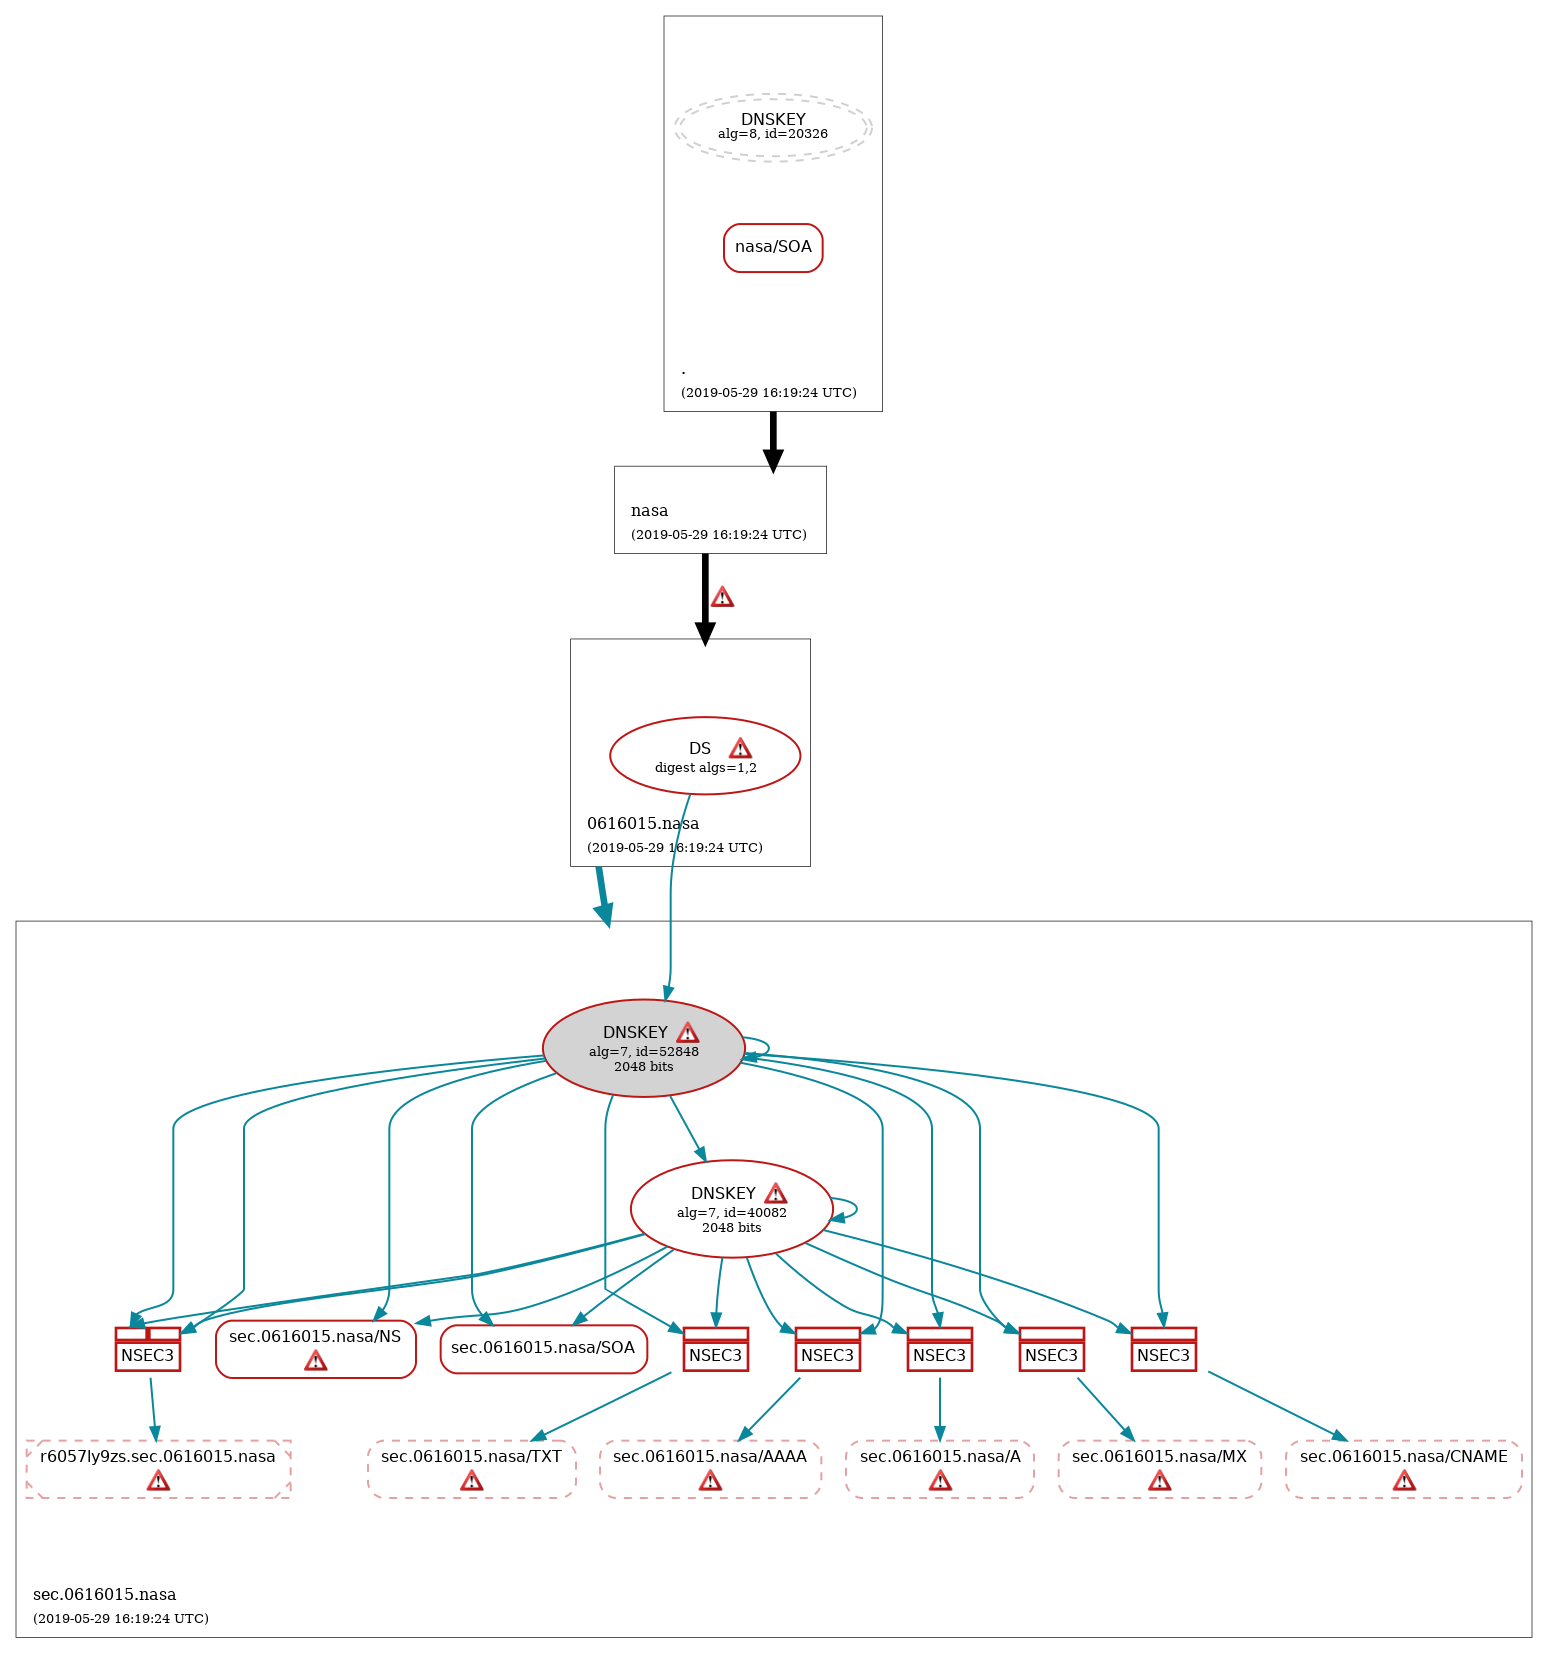 DNSKEY
alg=8, id=20326
nasa/SOA
.
(2019-05-29 16:19:24 UTC)
nasa
(2019-05-29 16:19:24 UTC)
DS
digest algs=1,2
0616015.nasa
(2019-05-29 16:19:24 UTC)
DNSKEY
alg=7, id=52848
2048 bits
DNSKEY
alg=7, id=40082
2048 bits
NSEC3
sec.0616015.nasa/NS
sec.0616015.nasa/SOA
NSEC3
NSEC3
NSEC3
NSEC3
NSEC3
r6057ly9zs.sec.0616015.nasa
sec.0616015.nasa/TXT
sec.0616015.nasa/AAAA
sec.0616015.nasa/A
sec.0616015.nasa/MX
sec.0616015.nasa/CNAME
sec.0616015.nasa
(2019-05-29 16:19:24 UTC)